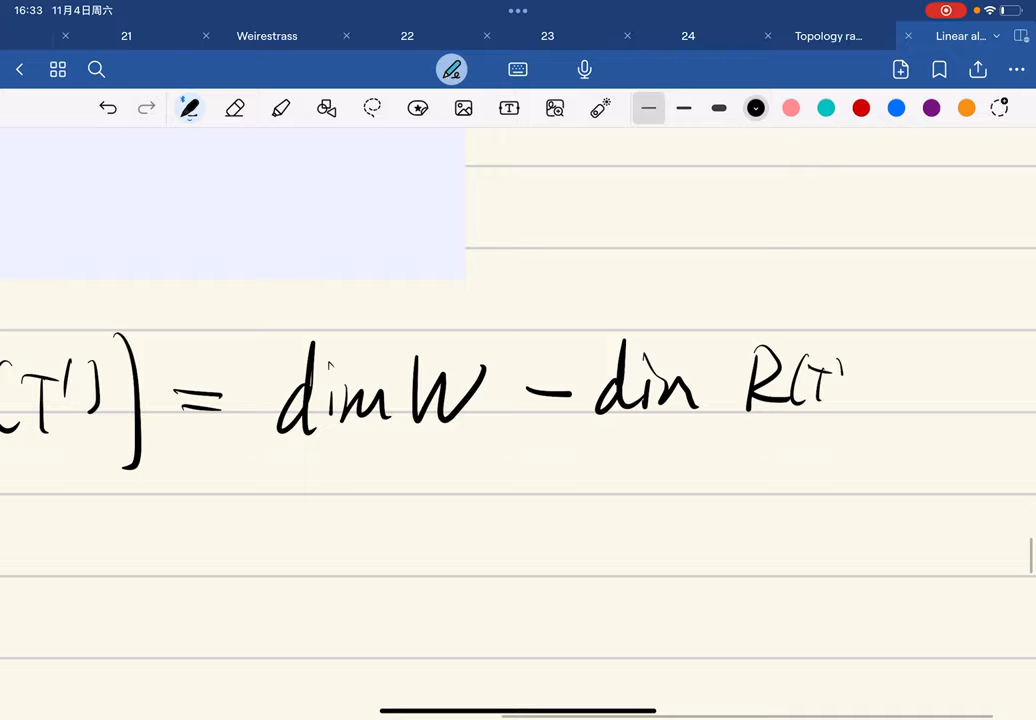 16:33 11月4日周六
21 Weirestrass 22 23 24 Topology ra... Linear al...
(T')) = dim W - din R(T'